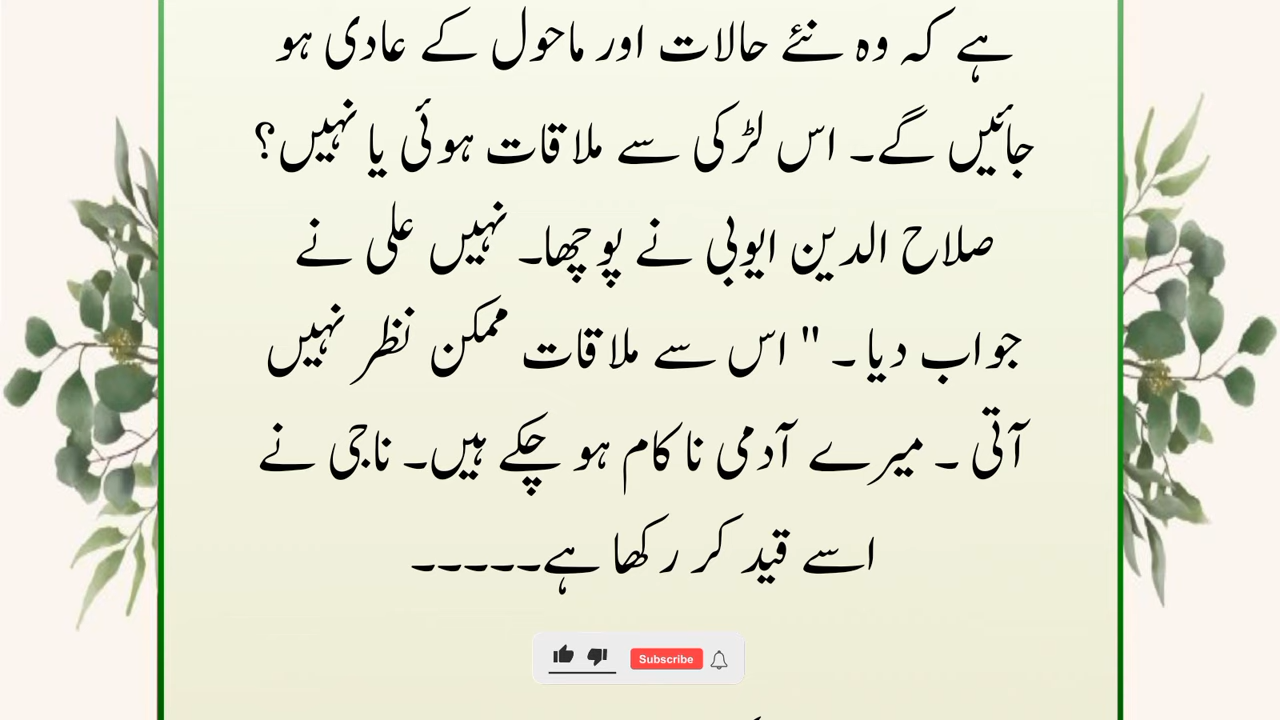 ہے کہ وہ نئے حالات اور ماحول کے عادی ہو
جائیں گے۔ اس لڑکی سے ملاقات ہوئی یا نہیں؟
صلاح الدین ایوبی نے پوچھا۔ نہیں علی نے
جواب دیا۔ " اس سے ملاقات ممکن نظر نہیں
آتی ۔ میرے آدمی ناکام ہو چکے ہیں۔ ناجی نے
اسے قید کر رکھا ہے۔۔۔۔۔
Subscribe